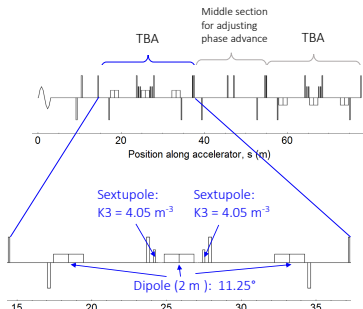 Middle section
for adjusting
phase advance
TBA
TBA
0 20 40 60
Position along accelerator, s (m)
Sextupole:
K3 = 4.05 m-3
Sextupole:
K3 = 4.05 m-3
Dipole (2 m ): 11.25°
15 20 25 30 35